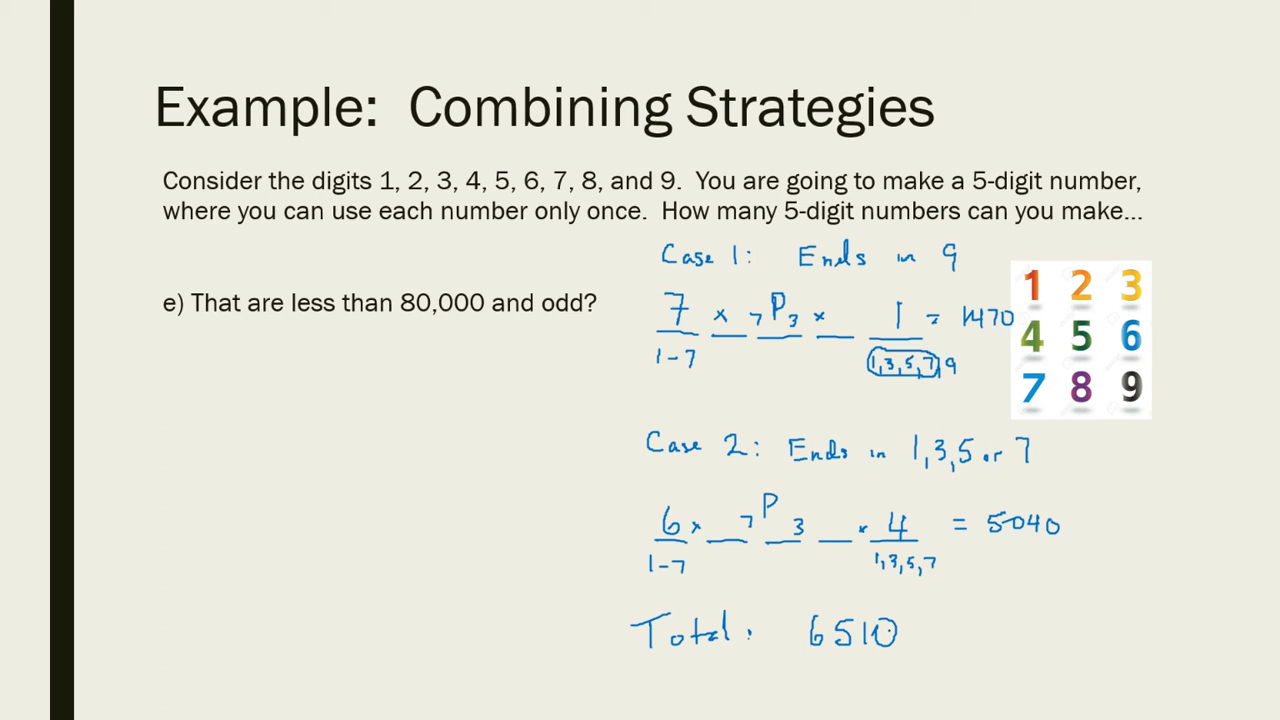 Example: Combining Strategies
Consider the digits 1, 2, 3, 4, 5, 6, 7, 8, and 9. You are going to make a 5-digit number,
where you can use each number only once. How many 5-digit numbers can you make...
e) That are less than 80,000 and odd?
Case 1: Ends in 9
7 × 7P3 × 1 = 1470
1-7 1,3,5,7,9
Case 2: Ends in 1,3,5 or 7
6 × 7P3 × 4 = 5040
1-7 1,3,5,7
Total: 6510
1 2 3
4 5 6
7 8 9